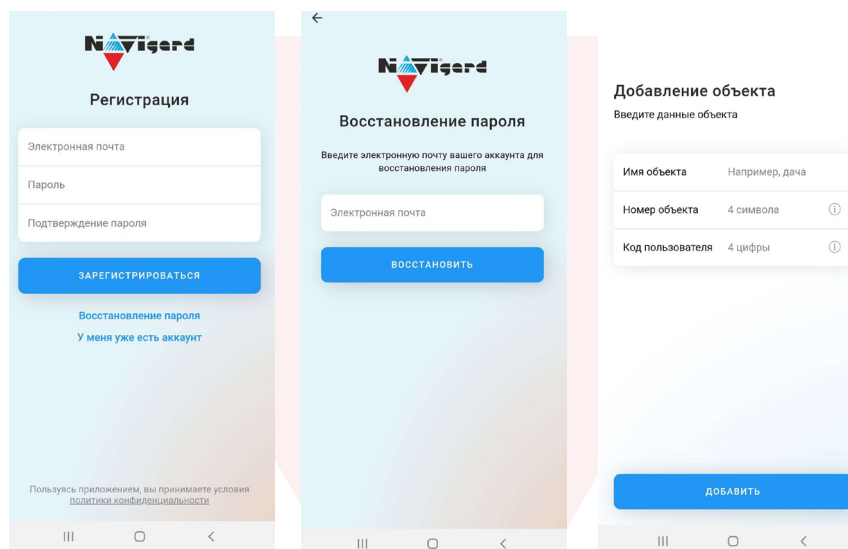 Navigard
Регистрация
Электронная почта
Пароль
Подтверждение пароля
ЗАРЕГИСТРИРОВАТЬСЯ
Восстановление пароля
У меня уже есть аккаунт
Пользуясь приложением, вы принимаете условия
политики конфиденциальности
Navigard
Восстановление пароля
Введите электронную почту вашего аккаунта для
восстановления пароля
Электронная почта
ВОССТАНОВИТЬ
Добавление объекта
Введите данные объекта
Имя объекта Например, дача
Номер объекта 4 символа
Код пользователя 4 цифры
ДОБАВИТЬ